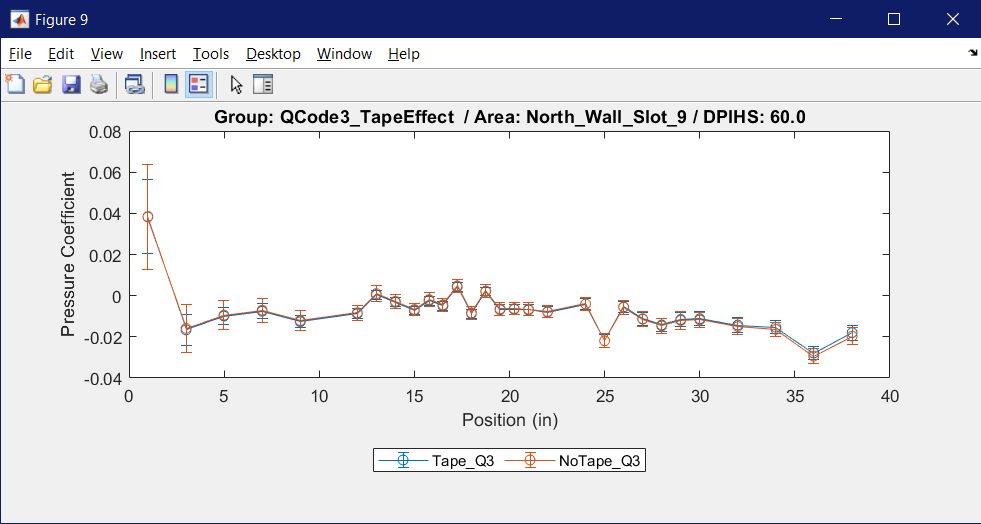 Figure 9
File Edit View Insert Tools Desktop Window Help
Group: QCode3_TapeEffect / Area: North_Wall_Slot_9 / DPIHS: 60.0
0.08
0.06
0.04
0.02
0
-0.02
-0.04
Pressure Coefficient
0 5 10 15 20 25 30 35 40
Position (in)
Tape_Q3 NoTape_Q3